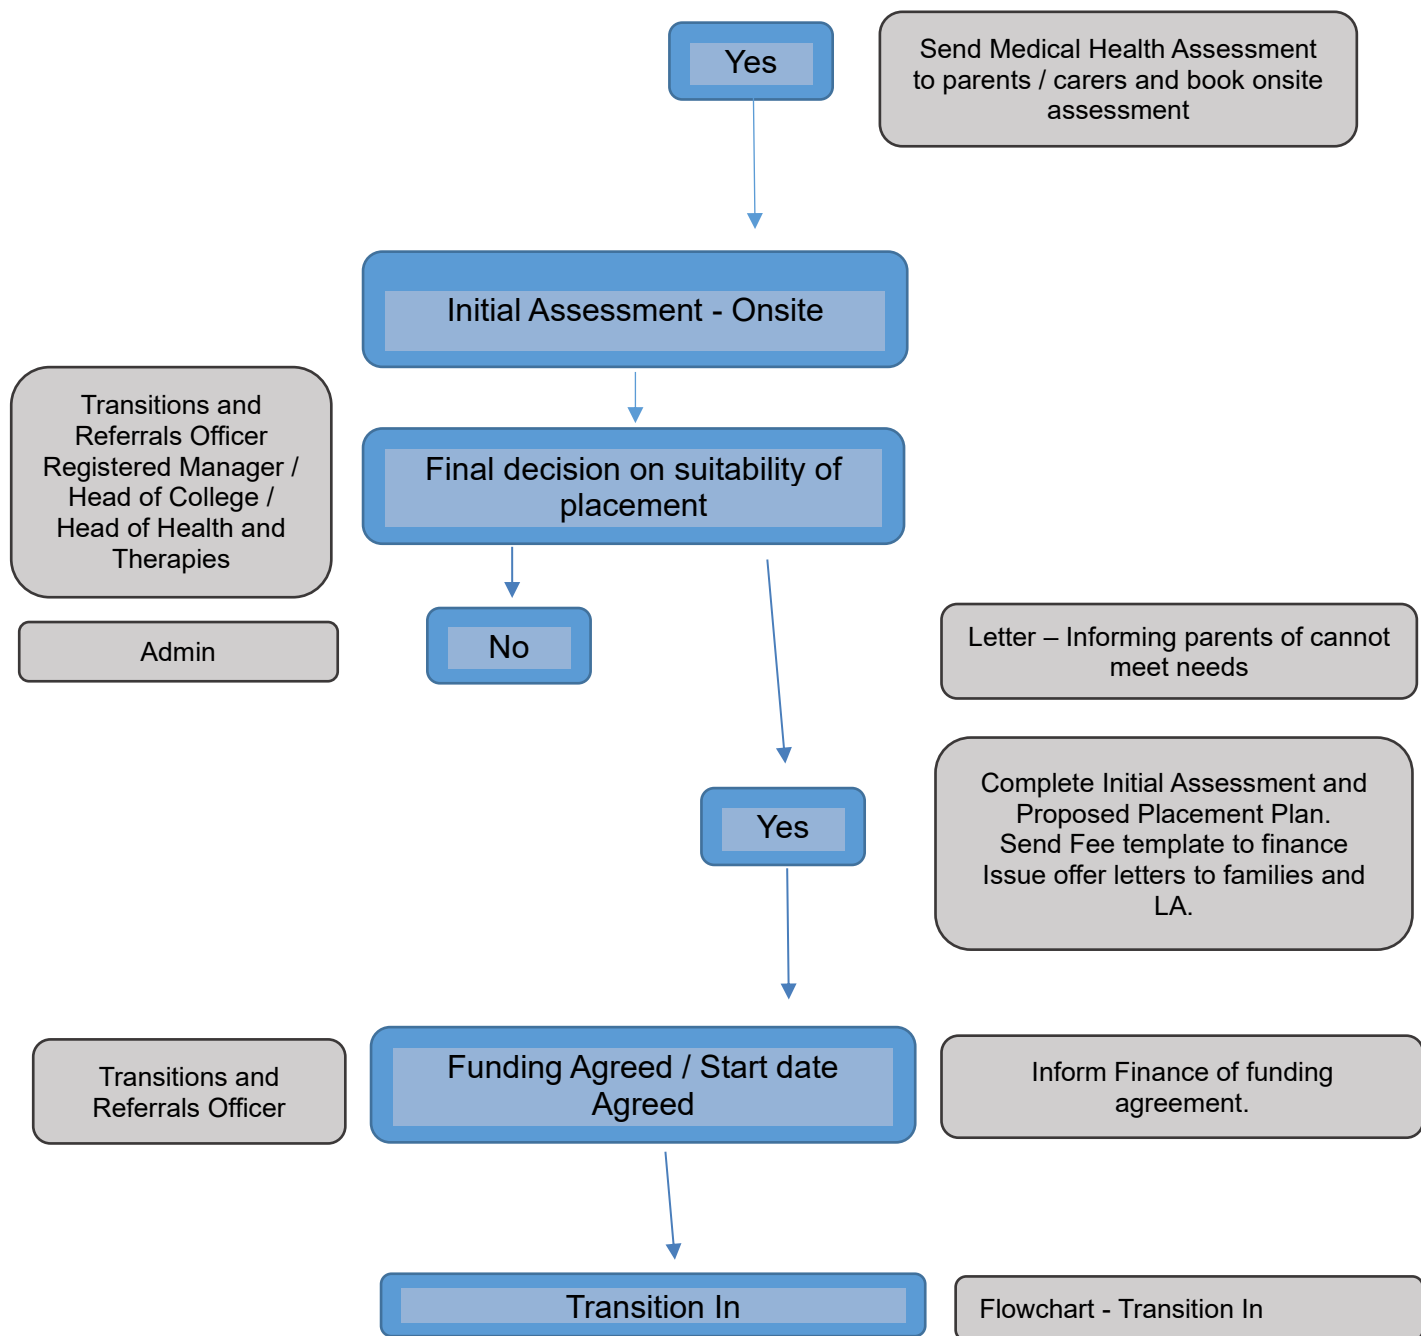 Yes
Send Medical Health Assessment
to parents / carers and book onsite
assessment
Initial Assessment - Onsite
Transitions and
Referrals Officer
Registered Manager /
Head of College /
Head of Health and
Therapies
Final decision on suitability of
placement
Admin
No
Letter – Informing parents of cannot
meet needs
Yes
Complete Initial Assessment and
Proposed Placement Plan.
Send Fee template to finance
Issue offer letters to families and
LA.
Transitions and
Referrals Officer
Funding Agreed / Start date
Agreed
Inform Finance of funding
agreement.
Transition In
Flowchart - Transition In